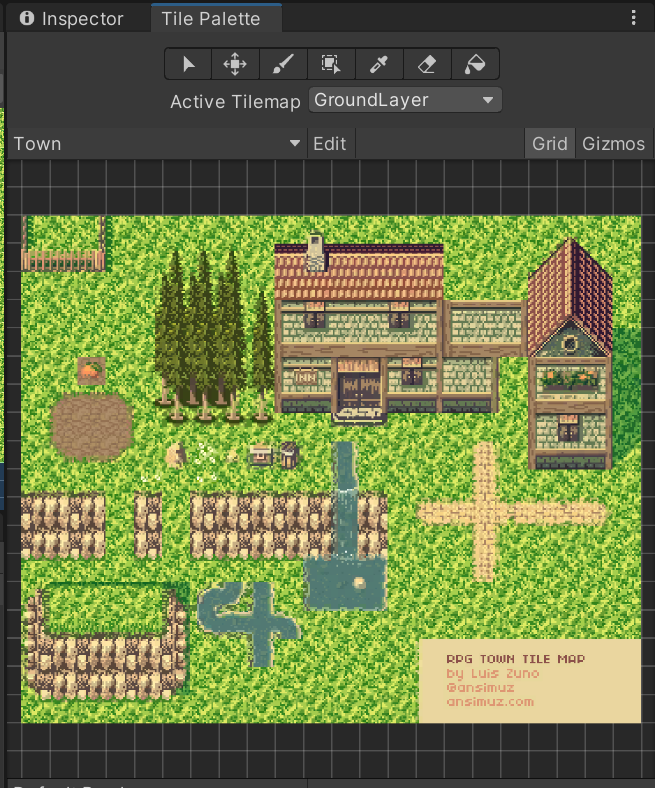 Inspector
Tile Palette
Active Tilemap
GroundLayer
Town
Edit
Grid
Gizmos
INN
RPG TOWN TILE MAP
by Luis Zuno
@ansimuz
ansimuz.com